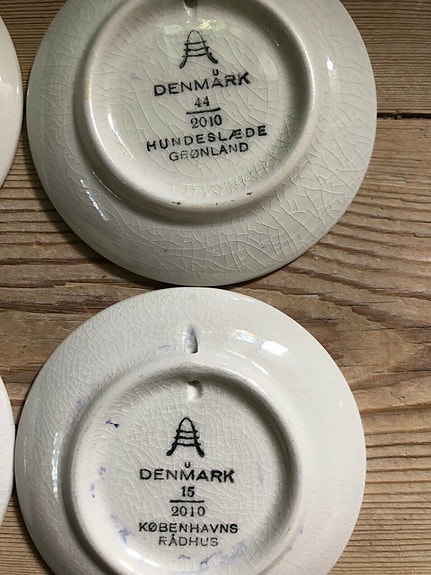 DENMARK
44
2010
HUNDESLÆDE
GRØNLAND
DENMARK
15
2010
KØBENHAVNS
RÅDHUS